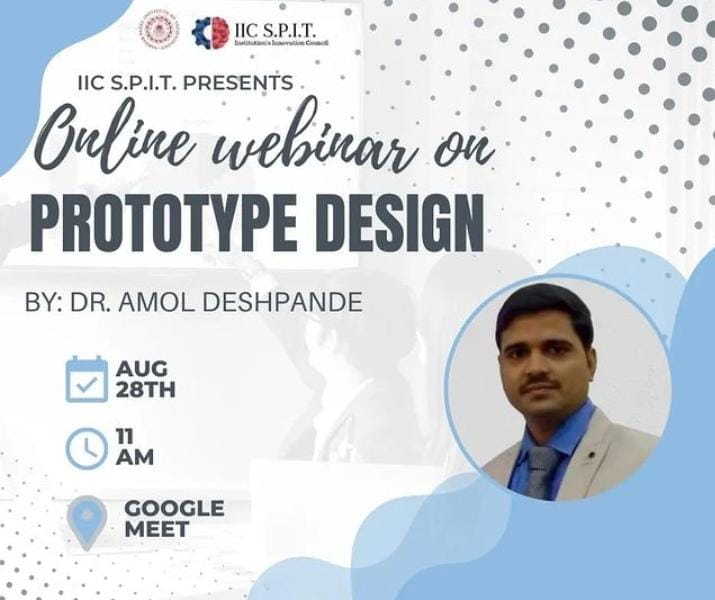 IIC S.P.I.T.
Institution's Innovation Council
IIC S.P.I.T. PRESENTS
Online webinar on
PROTOTYPE DESIGN
BY: DR. AMOL DESHPANDE
AUG
28TH
11
AM
GOOGLE
MEET